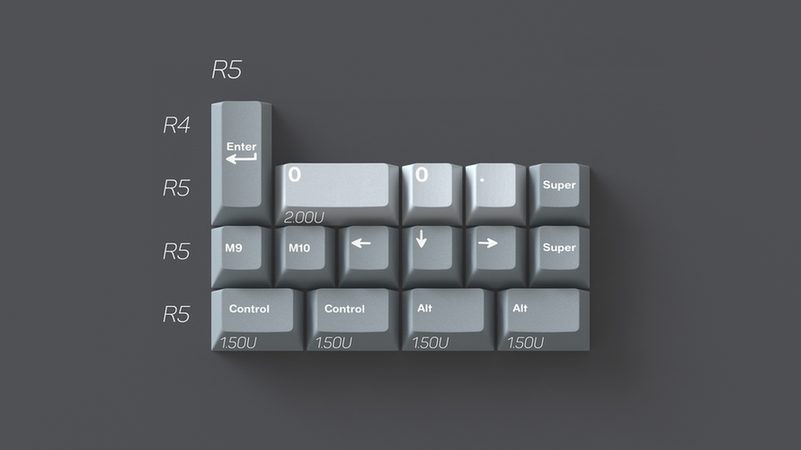 R5
R4
Enter
R5
0
0
.
Super
2.00U
R5
M9
M10
←
↓
→
Super
R5
Control
Control
Alt
Alt
1.50U
1.50U
1.50U
1.50U